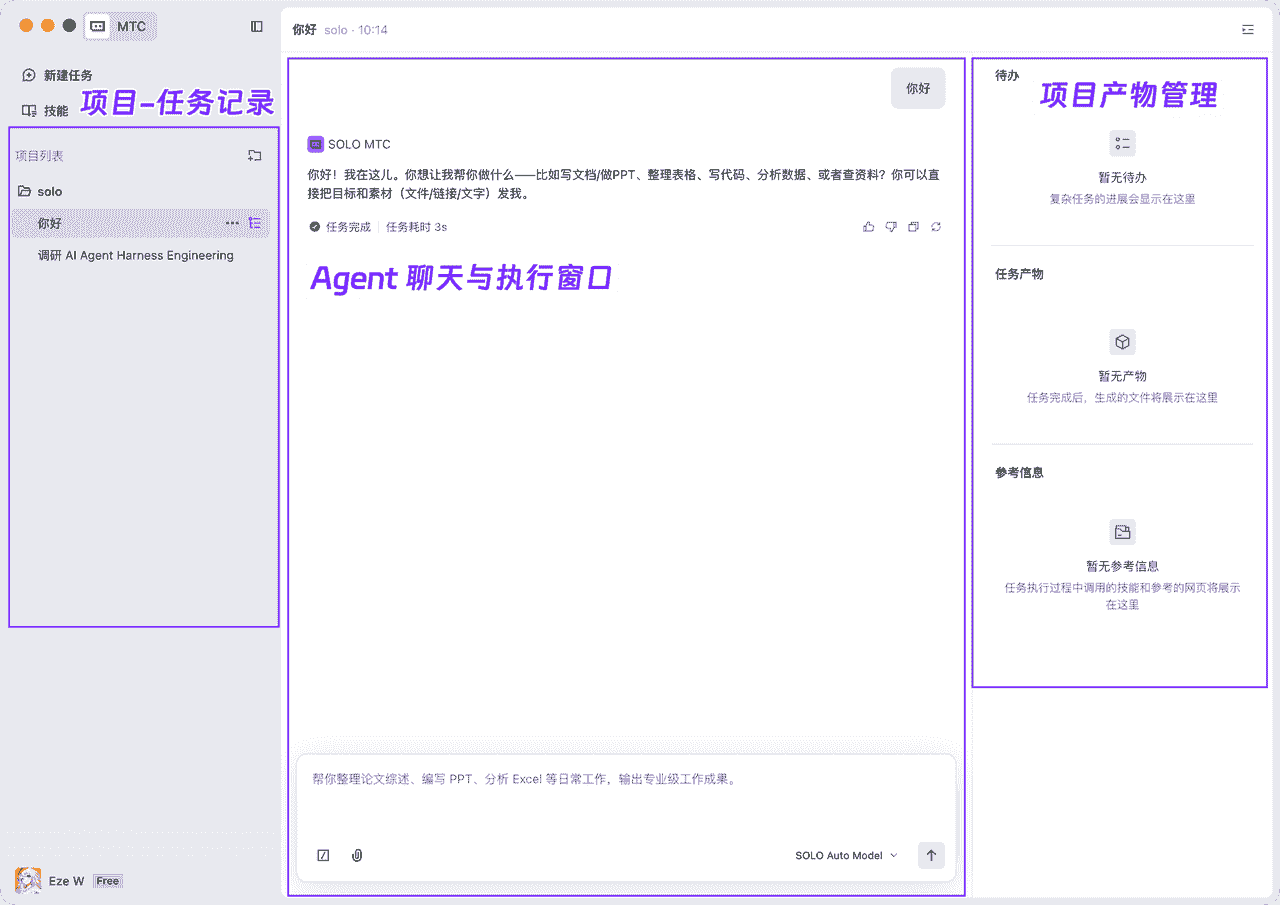 MTC
你好 solo · 10:14
新建任务
技能
项目-任务记录
项目列表
solo
你好
调研 AI Agent Harness Engineering
Eze W Free
你好
SOLO MTC
你好！我在这儿。你想让我帮你做什么——比如写文档/做PPT、整理表格、写代码、分析数据、或者查资料？你可以直
接把目标和素材（文件/链接/文字）发我。
任务完成 任务耗时 3s
Agent 聊天与执行窗口
帮你整理论文综述、编写 PPT、分析 Excel 等日常工作，输出专业级工作成果。
SOLO Auto Model
待办
项目产物管理
暂无待办
复杂任务的进展会显示在这里
任务产物
暂无产物
任务完成后，生成的文件将展示在这里
参考信息
暂无参考信息
任务执行过程中调用的技能和参考的网页将展示
在这里